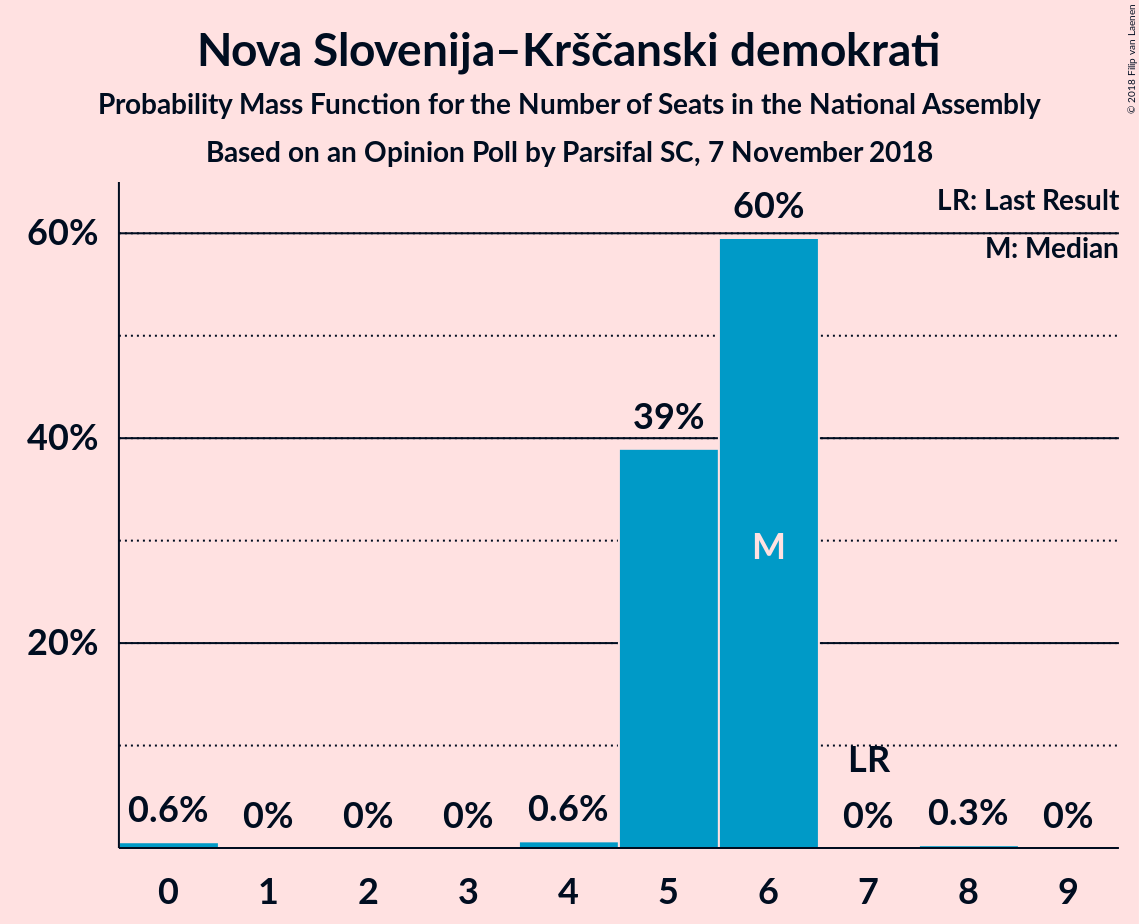 Nova Slovenija–Krščanski demokrati
Probability Mass Function for the Number of Seats in the National Assembly
Based on an Opinion Poll by Parsifal SC, 7 November 2018
© 2018 Filip van Laenen
LR: Last Result
M: Median
60%
40%
20%
0.6%
0%
0%
0%
0.6%
39%
60%
M
LR
0%
0.3%
0%
0 1 2 3 4 5 6 7 8 9